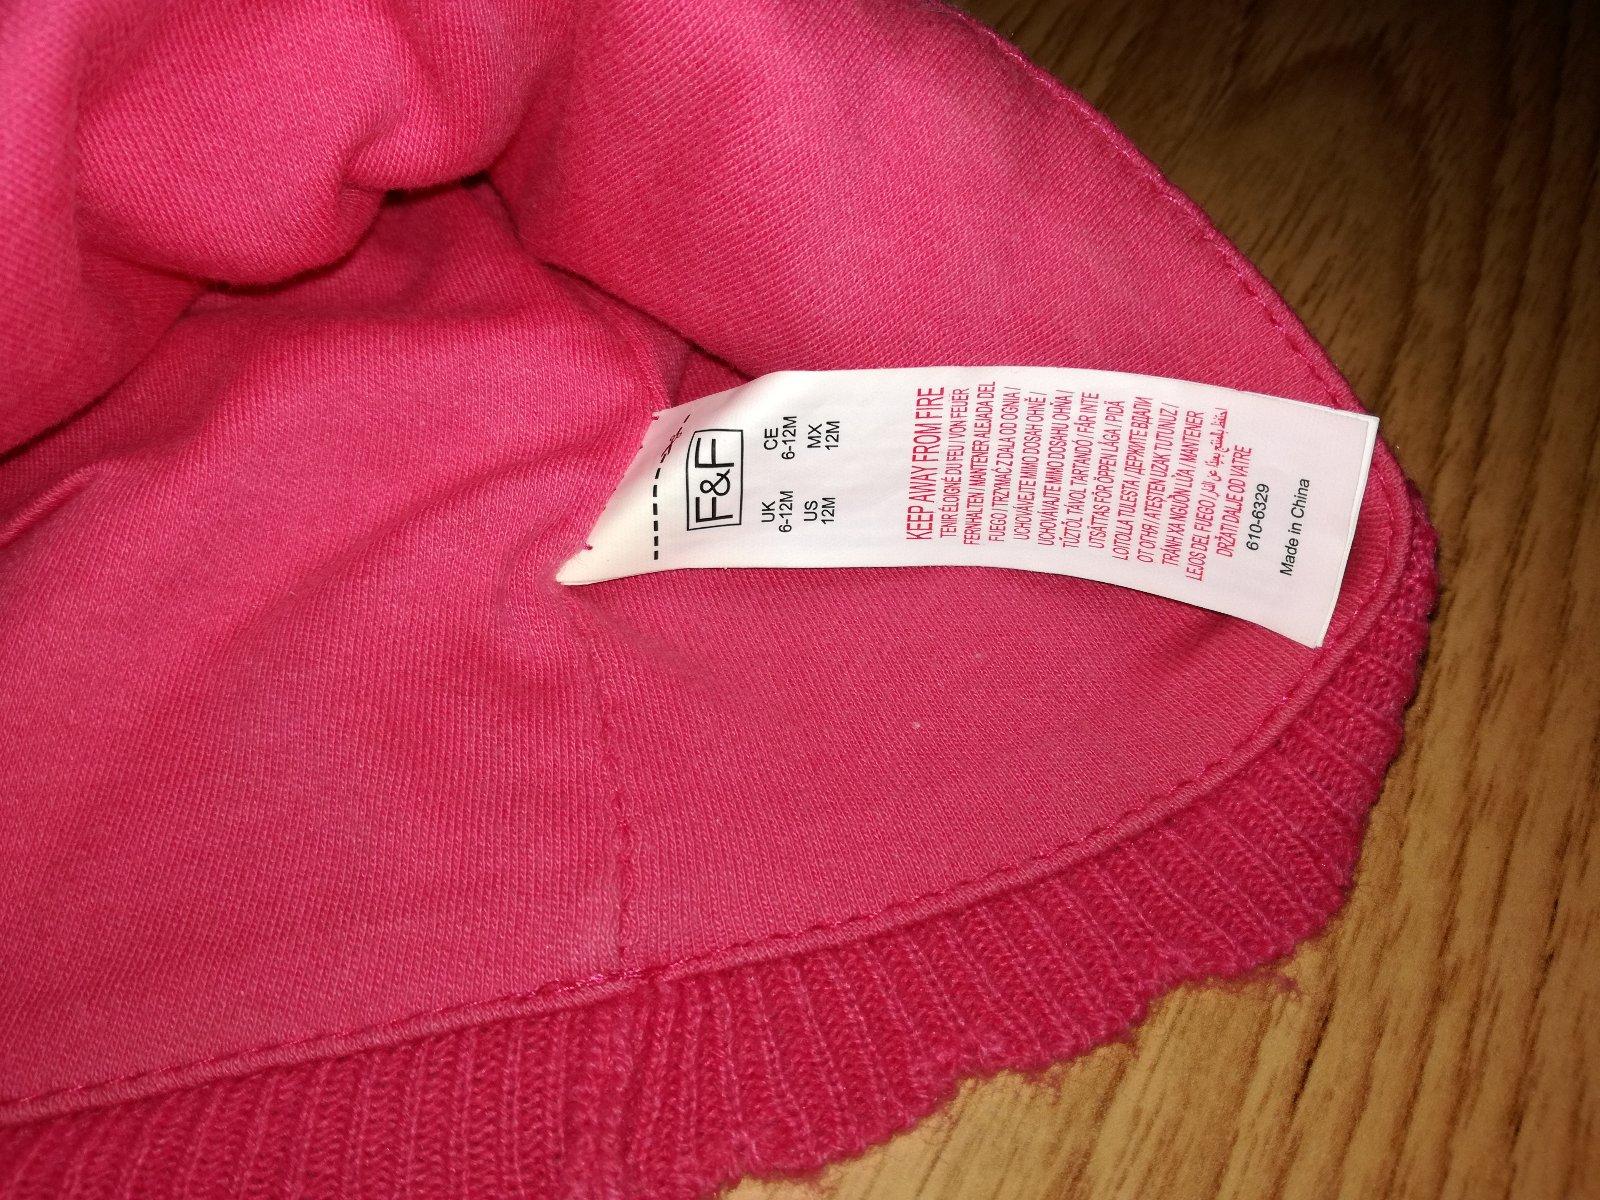 F&F
UK
6-12M
CE
6-12M
US
12M
MX
12M
KEEP AWAY FROM FIRE
TENIR ÉLOIGNÉ DU FEU / VON FEUER
FERNHALTEN / MANTENER ALEJADA DEL
FUEGO / TRZYMAĆ Z DALA OD OGNIA /
UCHOVÁVEJTE MIMO DOSAH OHNĚ /
UCHOVÁVAJTE MIMO DOSAHU OHŇA /
TŰZTŐL TÁVOL TARTANDÓ / FÅR INTE
UTSÄTTAS FÖR ÖPPEN LÅGA / PIDÄ
LOITOLLA TULESTA / ДЕРЖИТЕ ВДАЛИ
ОТ ОГНЯ / ATEŞTEN UZAK TUTUNUZ /
TRÁNH XA NGUỒN LỬA / MANTENER
LEJOS DEL FUEGO /
DRŽATI DALJE OD VATRE
610-6329
Made in China